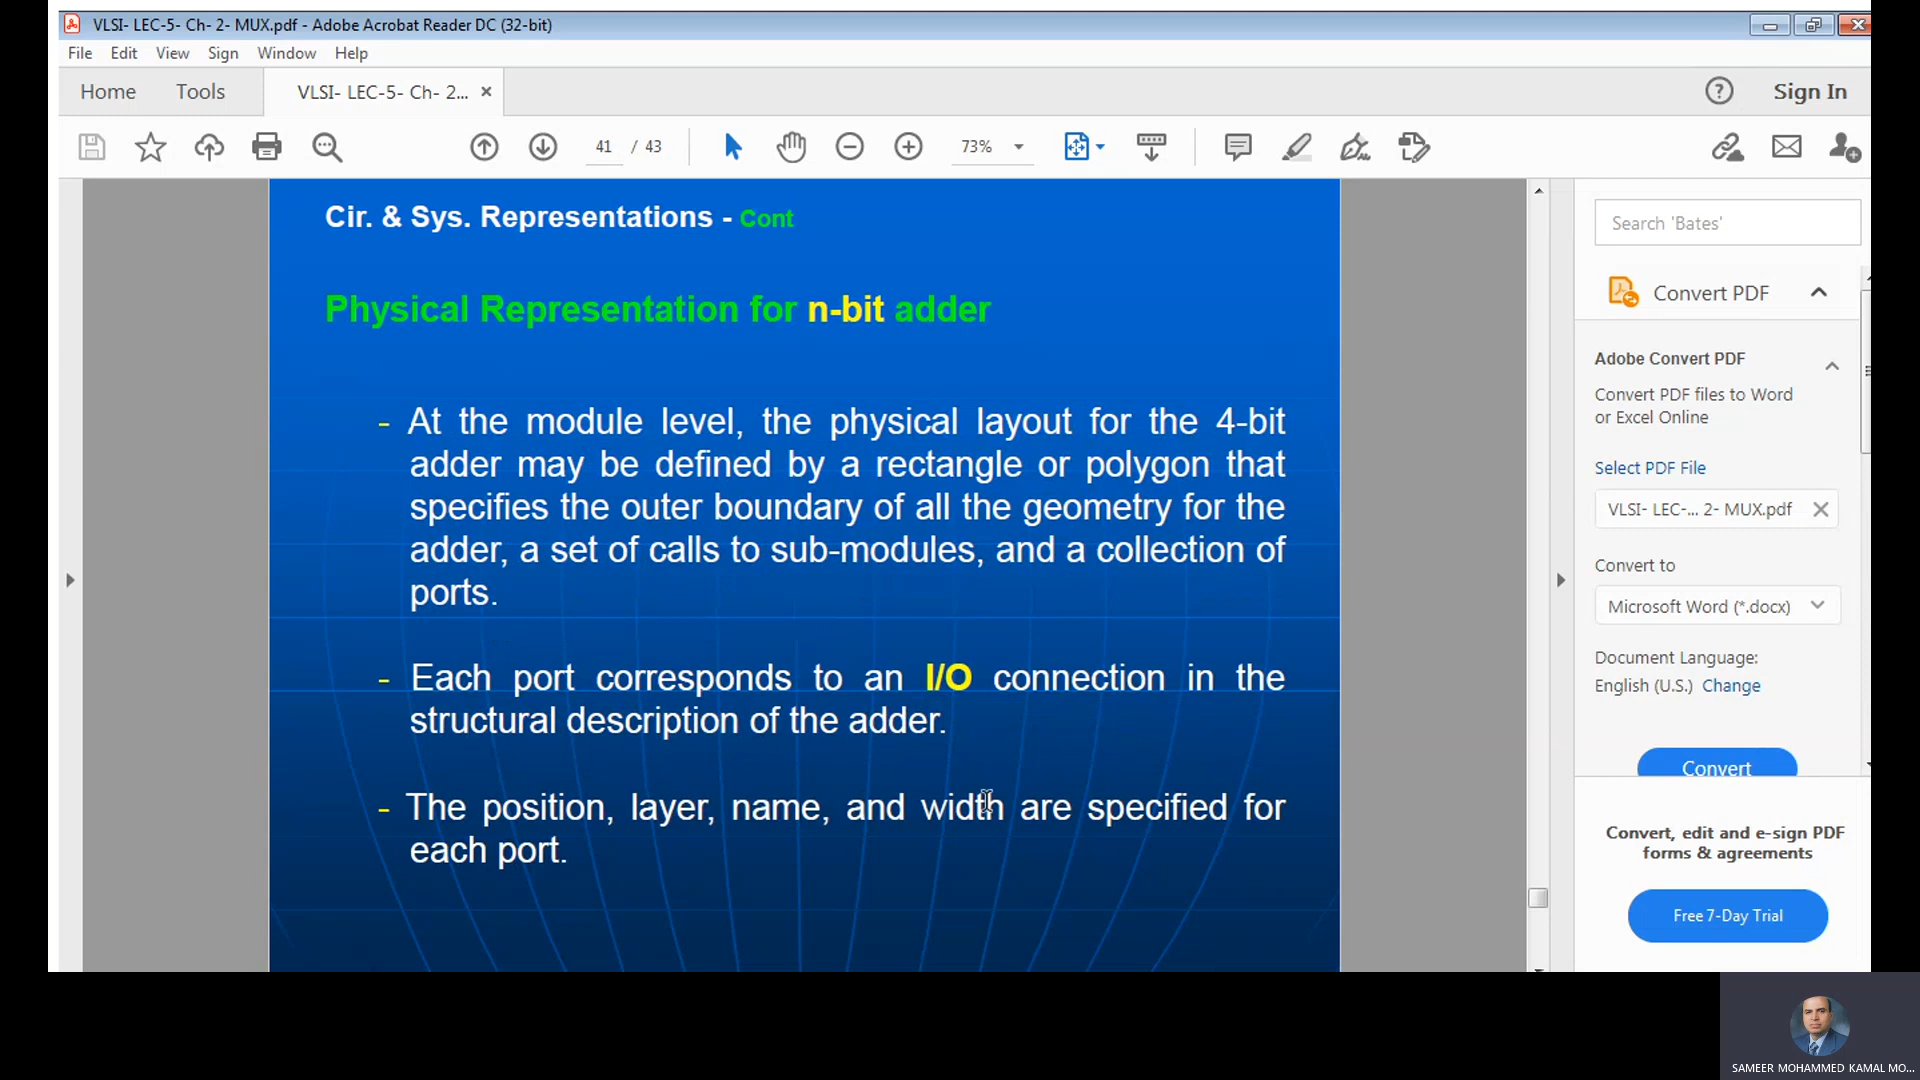 VLSI- LEC-5- Ch- 2- MUX.pdf - Adobe Acrobat Reader DC (32-bit)
File Edit View Sign Window Help
Home Tools VLSI- LEC-5- Ch- 2... × Sign In
41 / 43 73%
Cir. & Sys. Representations - Cont
Physical Representation for n-bit adder
- At the module level, the physical layout for the 4-bit
adder may be defined by a rectangle or polygon that
specifies the outer boundary of all the geometry for the
adder, a set of calls to sub-modules, and a collection of
ports.
- Each port corresponds to an I/O connection in the
structural description of the adder.
- The position, layer, name, and width are specified for
each port.
Search 'Bates'
Convert PDF
Adobe Convert PDF
Convert PDF files to Word
or Excel Online
Select PDF File
VLSI- LEC-... 2- MUX.pdf
Convert to
Microsoft Word (*.docx)
Document Language:
English (U.S.) Change
Convert
Convert, edit and e-sign PDF
forms & agreements
Free 7-Day Trial
SAMEER MOHAMMED KAMAL MO...